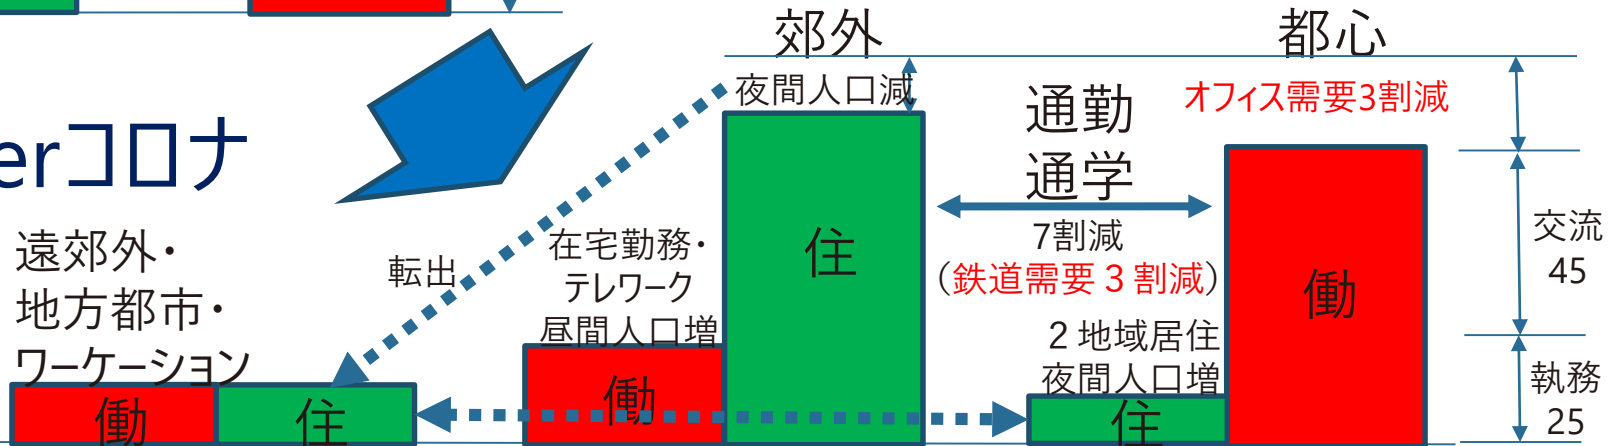 郊外
都心
夜間人口減
オフィス需要3割減
通勤
通学
erコロナ
7割減
（鉄道需要３割減）
遠郊外・
地方都市・
ワーケーション
転出
在宅勤務・
テレワーク
昼間人口増
住
働
２地域居住
夜間人口増
交流
45
執務
25
働
住
働
住